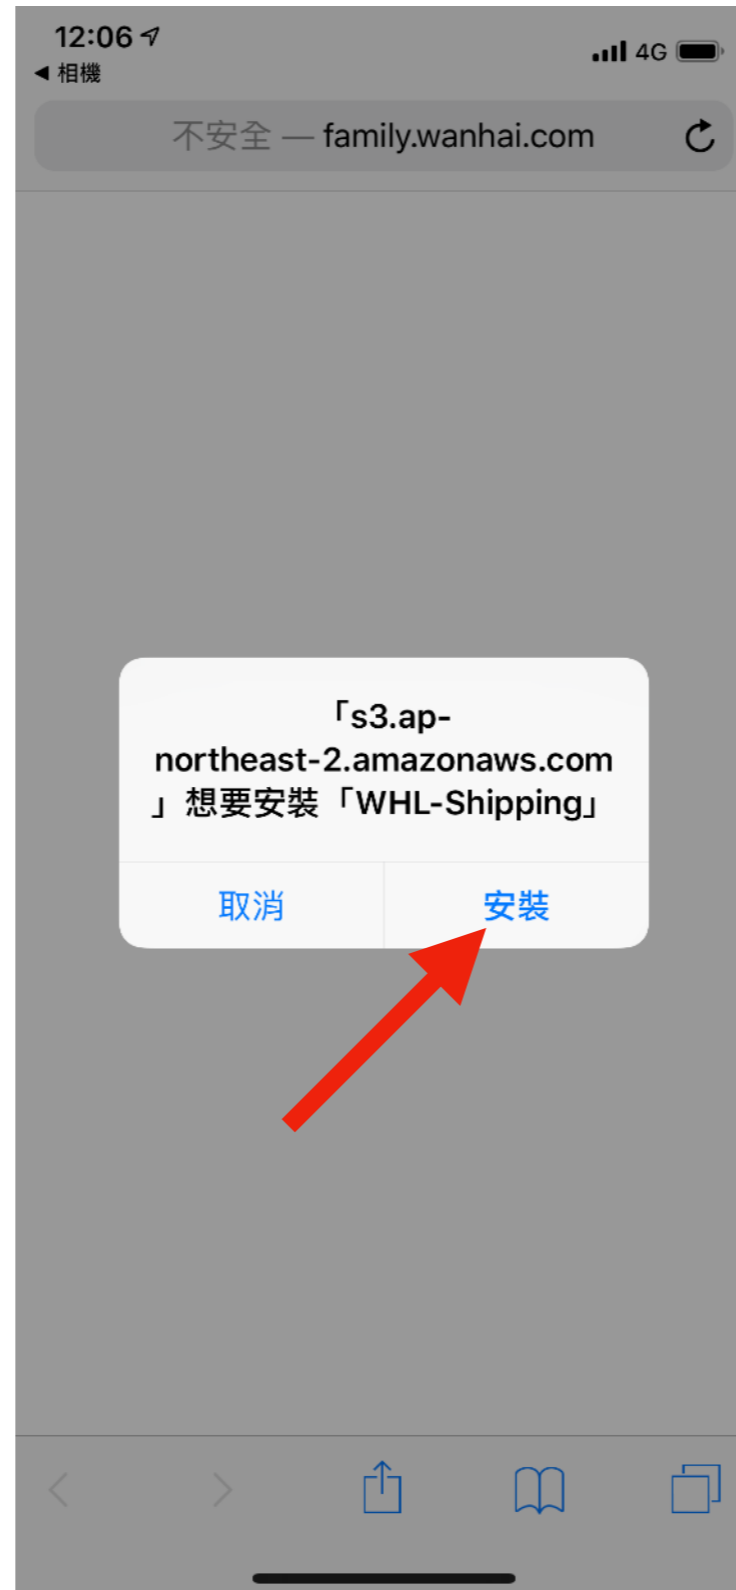 12:06
4G
◀ 相機
不安全 — family.wanhai.com
「s3.ap-
northeast-2.amazonaws.com
」想要安裝「WHL-Shipping」
取消
安裝